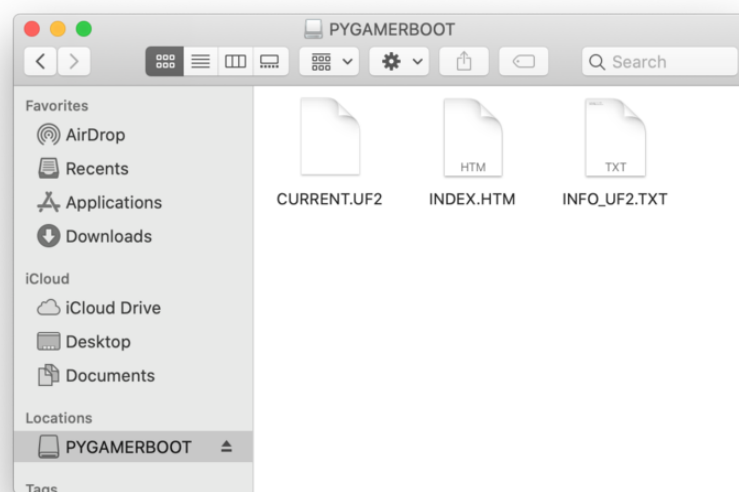 PYGAMERBOOT
Search
Favorites
AirDrop
Recents
Applications
Downloads
iCloud
iCloud Drive
Desktop
Documents
Locations
PYGAMERBOOT
Tags
HTM
TXT
CURRENT.UF2
INDEX.HTM
INFO_UF2.TXT